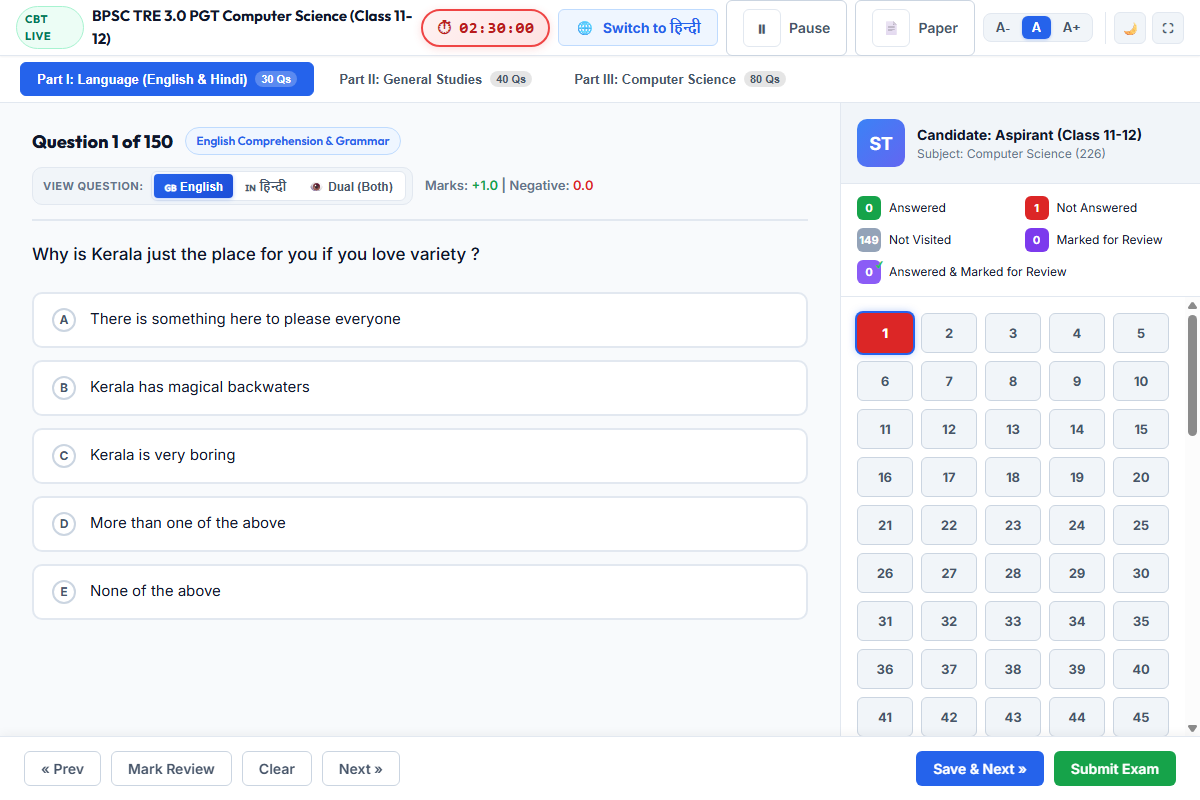 CBT LIVE
BPSC TRE 3.0 PGT Computer Science (Class 11-12)
⏱ 02:30:00
🌐 Switch to हिन्दी
⏸ Pause
📄 Paper
A- A A+
Part I: Language (English & Hindi) 30 Qs
Part II: General Studies 40 Qs
Part III: Computer Science 80 Qs
Question 1 of 150
English Comprehension & Grammar
VIEW QUESTION: GB English IN हिन्दी Dual (Both)
Marks: +1.0 | Negative: 0.0
Why is Kerala just the place for you if you love variety ?
A There is something here to please everyone
B Kerala has magical backwaters
C Kerala is very boring
D More than one of the above
E None of the above
ST
Candidate: Aspirant (Class 11-12)
Subject: Computer Science (226)
0 Answered
1 Not Answered
149 Not Visited
0 Marked for Review
0 Answered & Marked for Review
1 2 3 4 5
6 7 8 9 10
11 12 13 14 15
16 17 18 19 20
21 22 23 24 25
26 27 28 29 30
31 32 33 34 35
36 37 38 39 40
41 42 43 44 45
« Prev
Mark Review
Clear
Next »
Save & Next »
Submit Exam